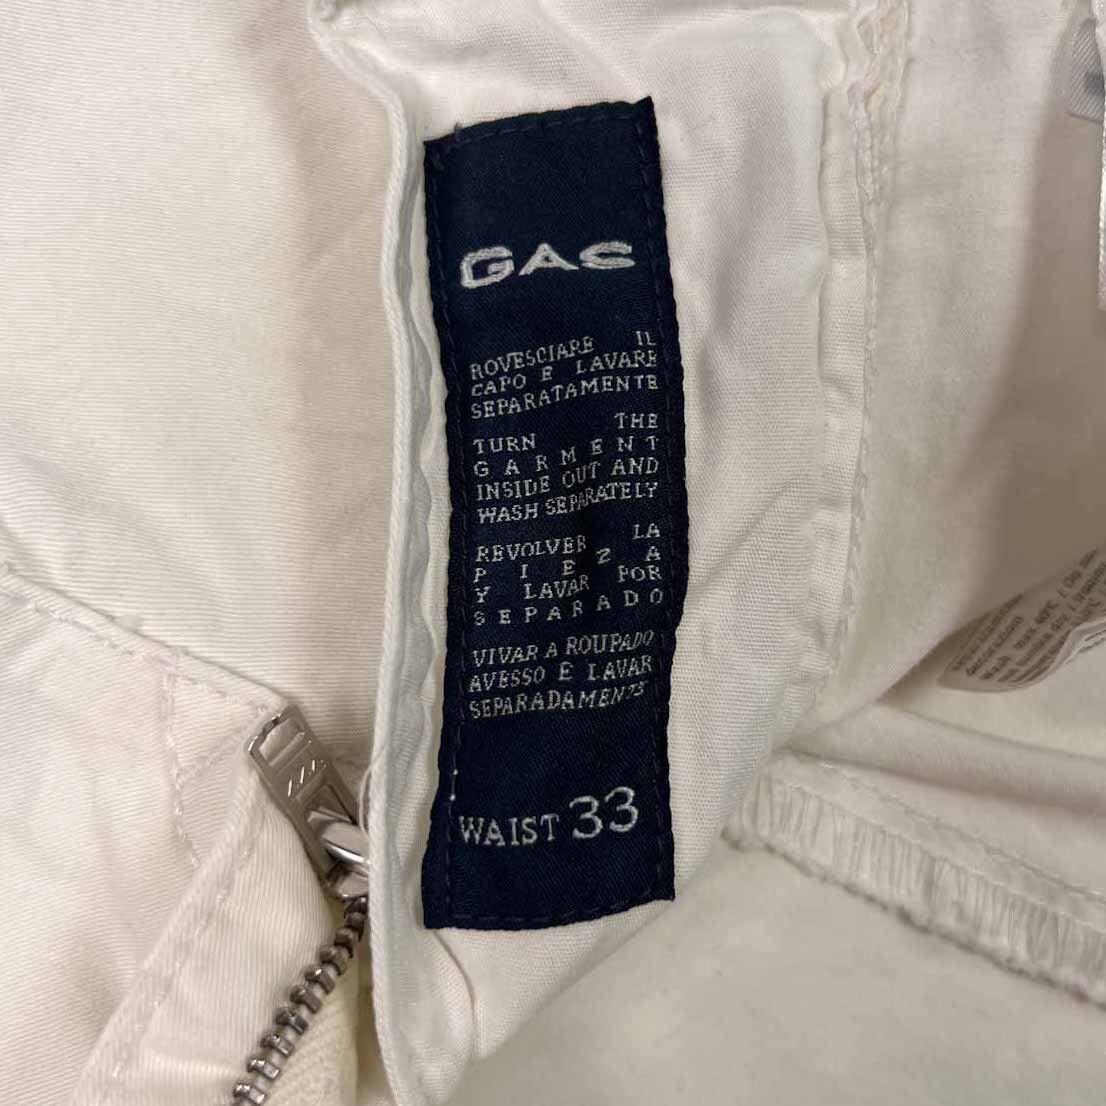 GAS
ROVESCIARE IL
CAPO E LAVARE
SEPARATAMENTE
TURN THE
GARMENT
INSIDE OUT AND
WASH SEPARATELY
REVOLVER LA
PIEZA
Y LAVAR POR
SEPARADO
VIVAR A ROUPADO
AVESSO E LAVAR
SEPARADAMENTE
WAIST 33